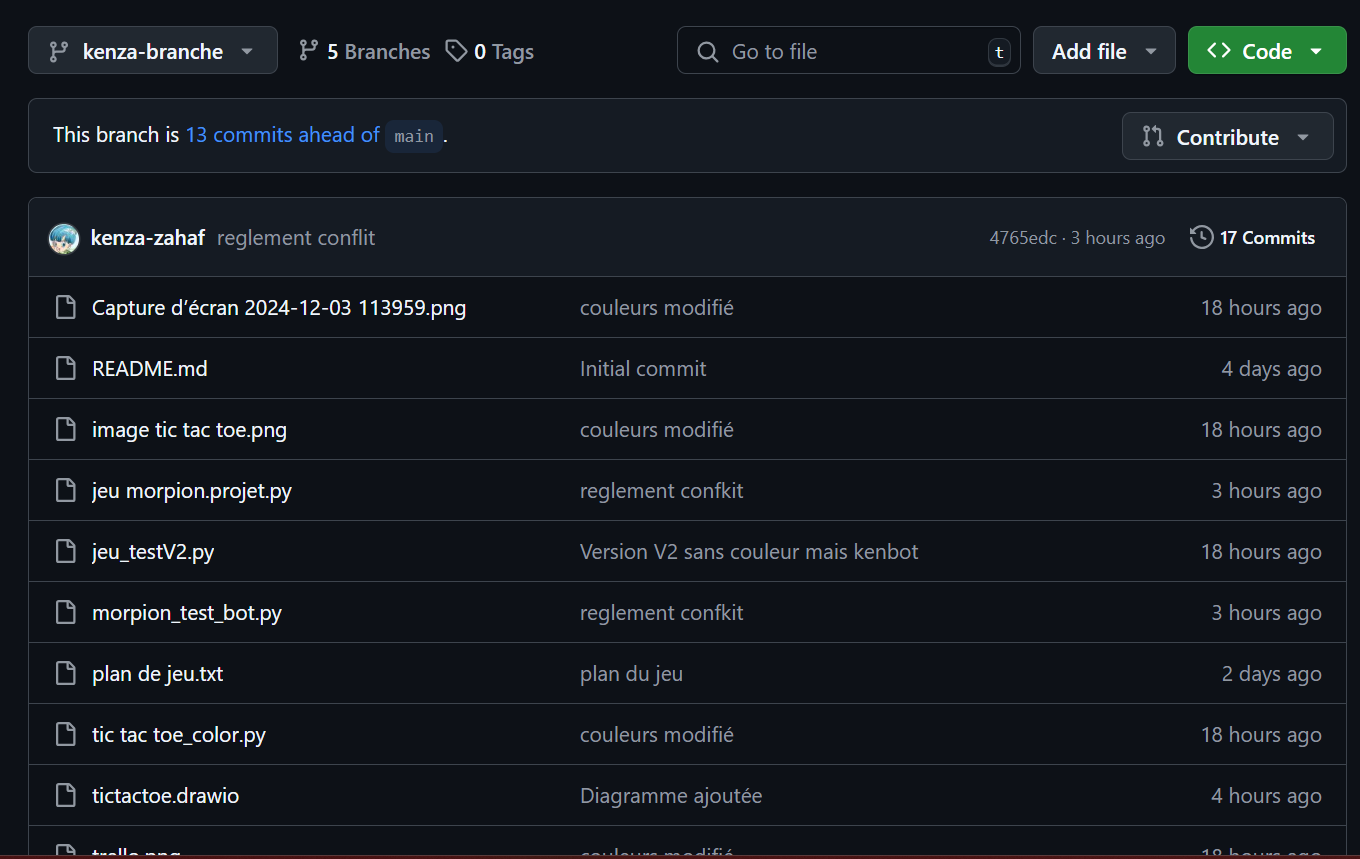 kenza-branche 5 Branches 0 Tags Go to file t Add file Code
This branch is 13 commits ahead of main .
Contribute
kenza-zahaf reglement conflit 4765edc · 3 hours ago 17 Commits
Capture d’écran 2024-12-03 113959.png couleurs modifié 18 hours ago
README.md Initial commit 4 days ago
image tic tac toe.png couleurs modifié 18 hours ago
jeu morpion.projet.py reglement confkit 3 hours ago
jeu_testV2.py Version V2 sans couleur mais kenbot 18 hours ago
morpion_test_bot.py reglement confkit 3 hours ago
plan de jeu.txt plan du jeu 2 days ago
tic tac toe_color.py couleurs modifié 18 hours ago
tictactoe.drawio Diagramme ajoutée 4 hours ago
couleurs modifié 18 hours ago